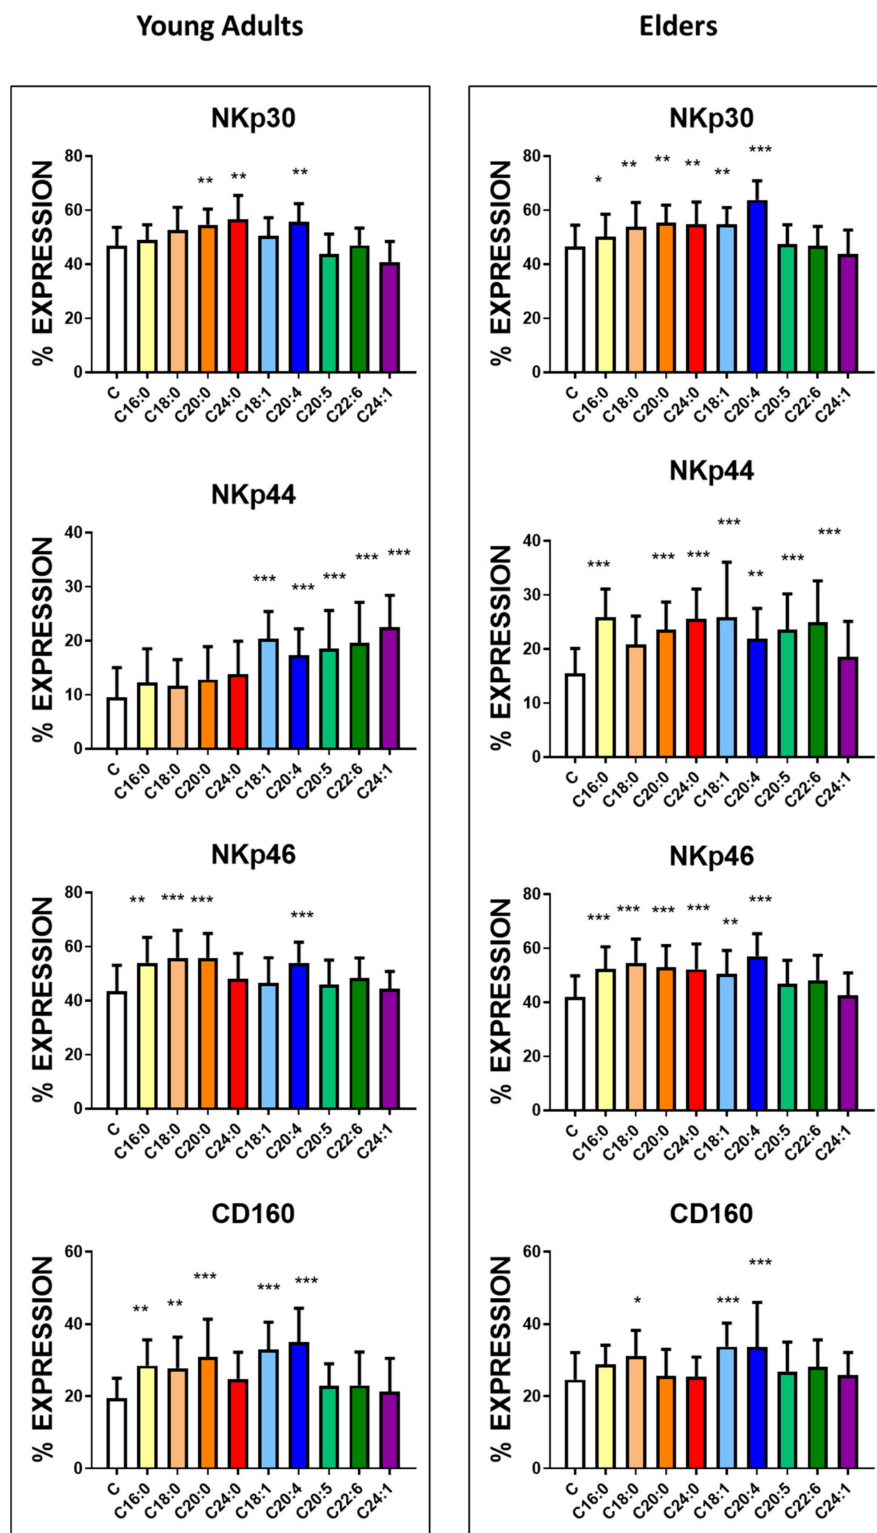 Young Adults
Elders
NKp30
** ** **
80
60
40
20
0
% EXPRESSION
C C16:0 C18:0 C20:0 C24:0 C18:1 C20:4 C20:5 C22:6 C24:1
NKp44
*** *** *** *** ***
40
30
20
10
0
% EXPRESSION
C C16:0 C18:0 C20:0 C24:0 C18:1 C20:4 C20:5 C22:6 C24:1
NKp46
** *** *** ***
80
60
40
20
0
% EXPRESSION
C C16:0 C18:0 C20:0 C24:0 C18:1 C20:4 C20:5 C22:6 C24:1
CD160
** ** *** *** ***
60
40
20
0
% EXPRESSION
C C16:0 C18:0 C20:0 C24:0 C18:1 C20:4 C20:5 C22:6 C24:1
NKp30
* ** ** ** ** ***
80
60
40
20
0
% EXPRESSION
C C16:0 C18:0 C20:0 C24:0 C18:1 C20:4 C20:5 C22:6 C24:1
NKp44
*** *** *** *** ** *** ***
40
30
20
10
0
% EXPRESSION
C C16:0 C18:0 C20:0 C24:0 C18:1 C20:4 C20:5 C22:6 C24:1
NKp46
*** *** *** *** ** ***
80
60
40
20
0
% EXPRESSION
C C16:0 C18:0 C20:0 C24:0 C18:1 C20:4 C20:5 C22:6 C24:1
CD160
* *** ***
60
40
20
0
% EXPRESSION
C C16:0 C18:0 C20:0 C24:0 C18:1 C20:4 C20:5 C22:6 C24:1